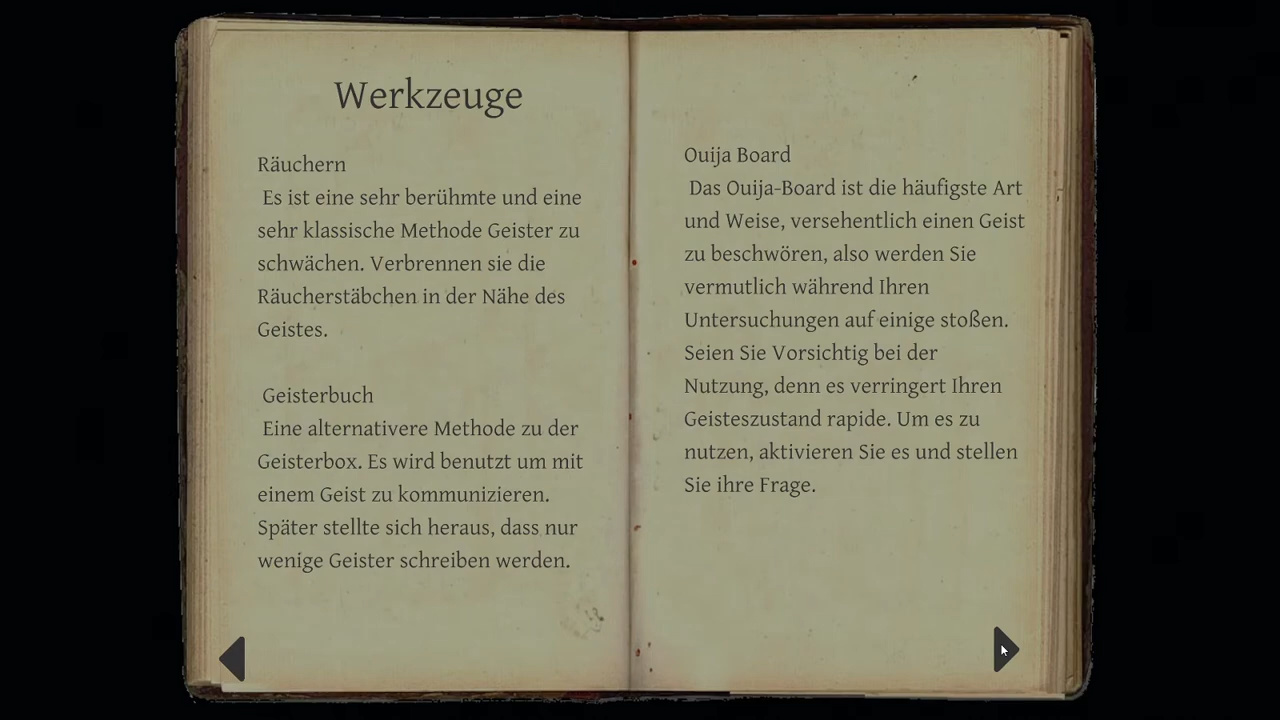 Werkzeuge
Räuchern
Es ist eine sehr berühmte und eine
sehr klassische Methode Geister zu
schwächen. Verbrennen sie die
Räucherstäbchen in der Nähe des
Geistes.
Geisterbuch
Eine alternativere Methode zu der
Geisterbox. Es wird benutzt um mit
einem Geist zu kommunizieren.
Später stellte sich heraus, dass nur
wenige Geister schreiben werden.
Ouija Board
Das Ouija-Board ist die häufigste Art
und Weise, versehentlich einen Geist
zu beschwören, also werden Sie
vermutlich während Ihren
Untersuchungen auf einige stoßen.
Seien Sie Vorsichtig bei der
Nutzung, denn es verringert Ihren
Geisteszustand rapide. Um es zu
nutzen, aktivieren Sie es und stellen
Sie ihre Frage.